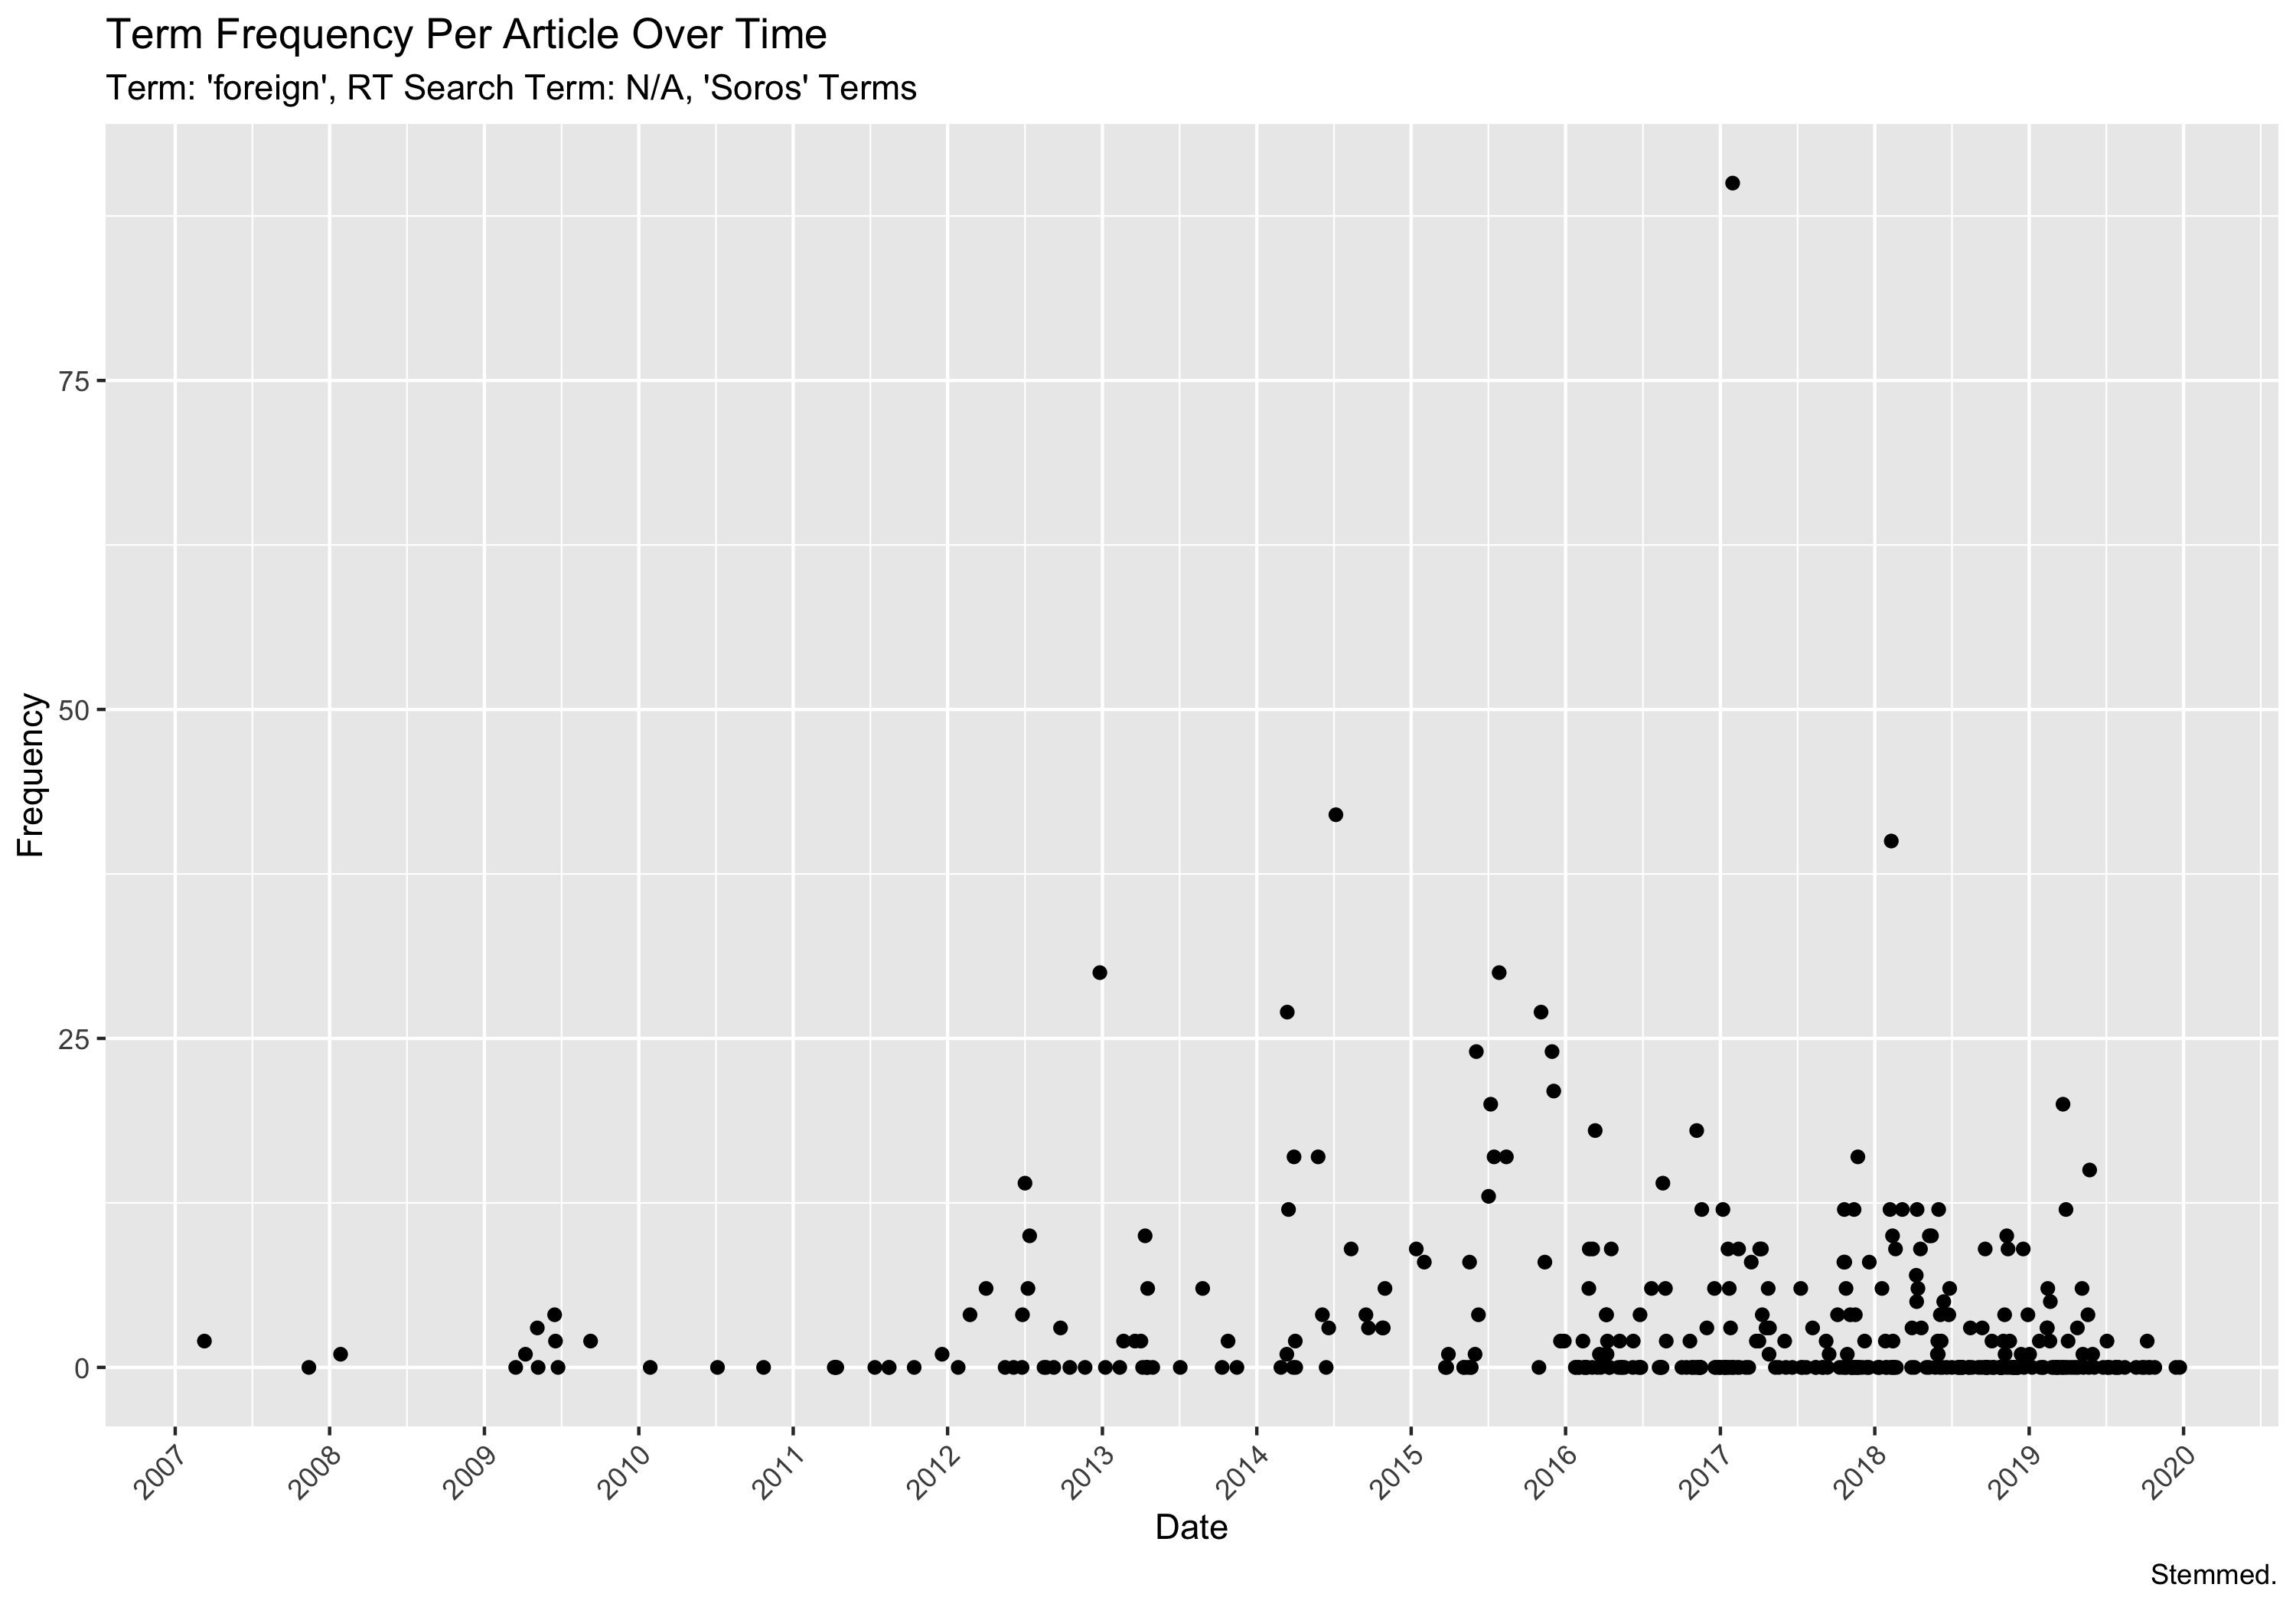 Term Frequency Per Article Over Time
Term: 'foreign', RT Search Term: N/A, 'Soros' Terms
Frequency
75
50
25
0
2007 2008 2009 2010 2011 2012 2013 2014 2015 2016 2017 2018 2019 2020
Date
Stemmed.